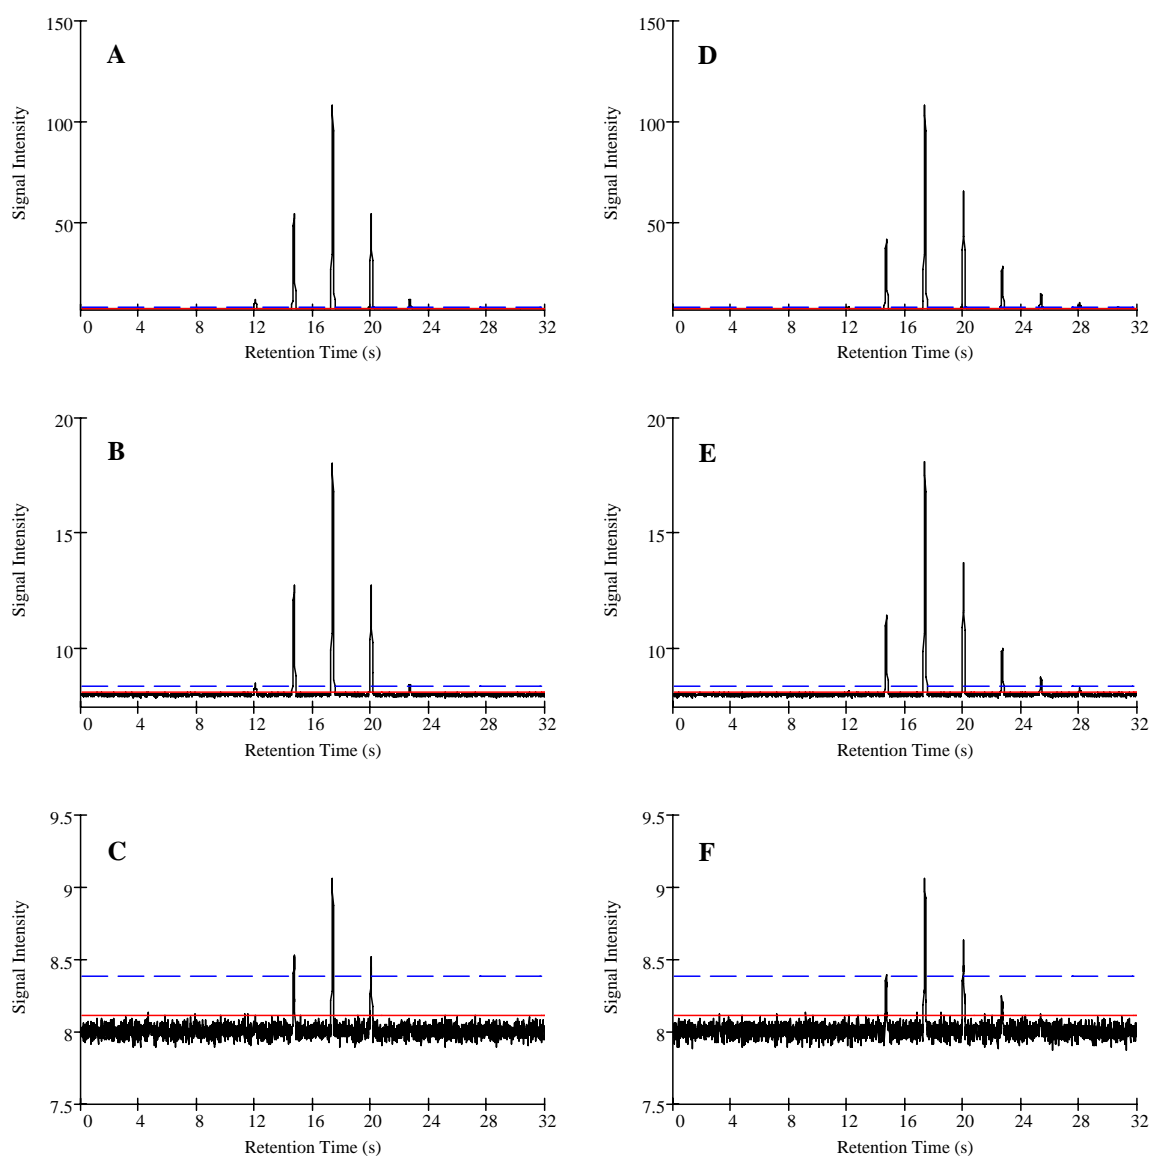 150
A
100
50
Signal Intensity
0 4 8 12 16 20 24 28 32
Retention Time (s)
150
D
100
50
Signal Intensity
0 4 8 12 16 20 24 28 32
Retention Time (s)
20
B
15
10
Signal Intensity
0 4 8 12 16 20 24 28 32
Retention Time (s)
20
E
15
10
Signal Intensity
0 4 8 12 16 20 24 28 32
Retention Time (s)
9.5
C
9
8.5
8
7.5
Signal Intensity
0 4 8 12 16 20 24 28 32
Retention Time (s)
9.5
F
9
8.5
8
7.5
Signal Intensity
0 4 8 12 16 20 24 28 32
Retention Time (s)